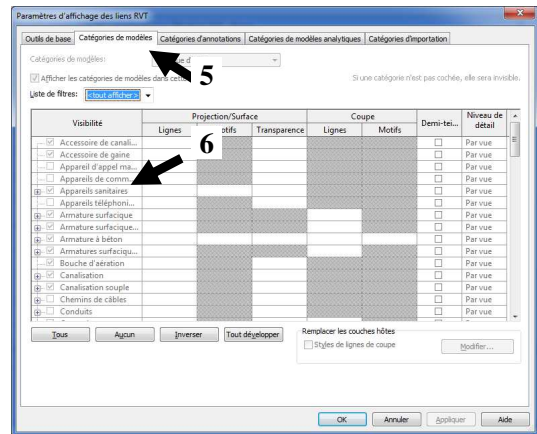 Paramètres d'affichage des liens RVT
Outils de base Catégories de modèles Catégories d'annotations Catégories de modèles analytiques Catégories d'importation
Catégories de modèles:
5
Afficher les catégories de modèles dans cette
Si une catégorie n'est pas cochée, elle sera invisible.
Liste de filtres: <tout afficher>
Visibilité Projection/Surface Coupe Demi-tei... Niveau de détail
Lignes Motifs Transparence Lignes Motifs
6
Accessoire de canali... Par vue
Accessoire de gaine Par vue
Appareil d'appel ma... Par vue
Appareils de comm... Par vue
Appareils sanitaires Par vue
Appareils téléphoni... Par vue
Armature surfacique Par vue
Armature surfacique... Par vue
Armature à béton Par vue
Armatures surfaciqu... Par vue
Bouche d'aération Par vue
Canalisation Par vue
Canalisation souple Par vue
Chemins de câbles Par vue
Conduits Par vue
Tous Aucun Inverser Tout développer
Remplacer les couches hôtes
Styles de lignes de coupe Modifier...
OK Annuler Appliquer Aide